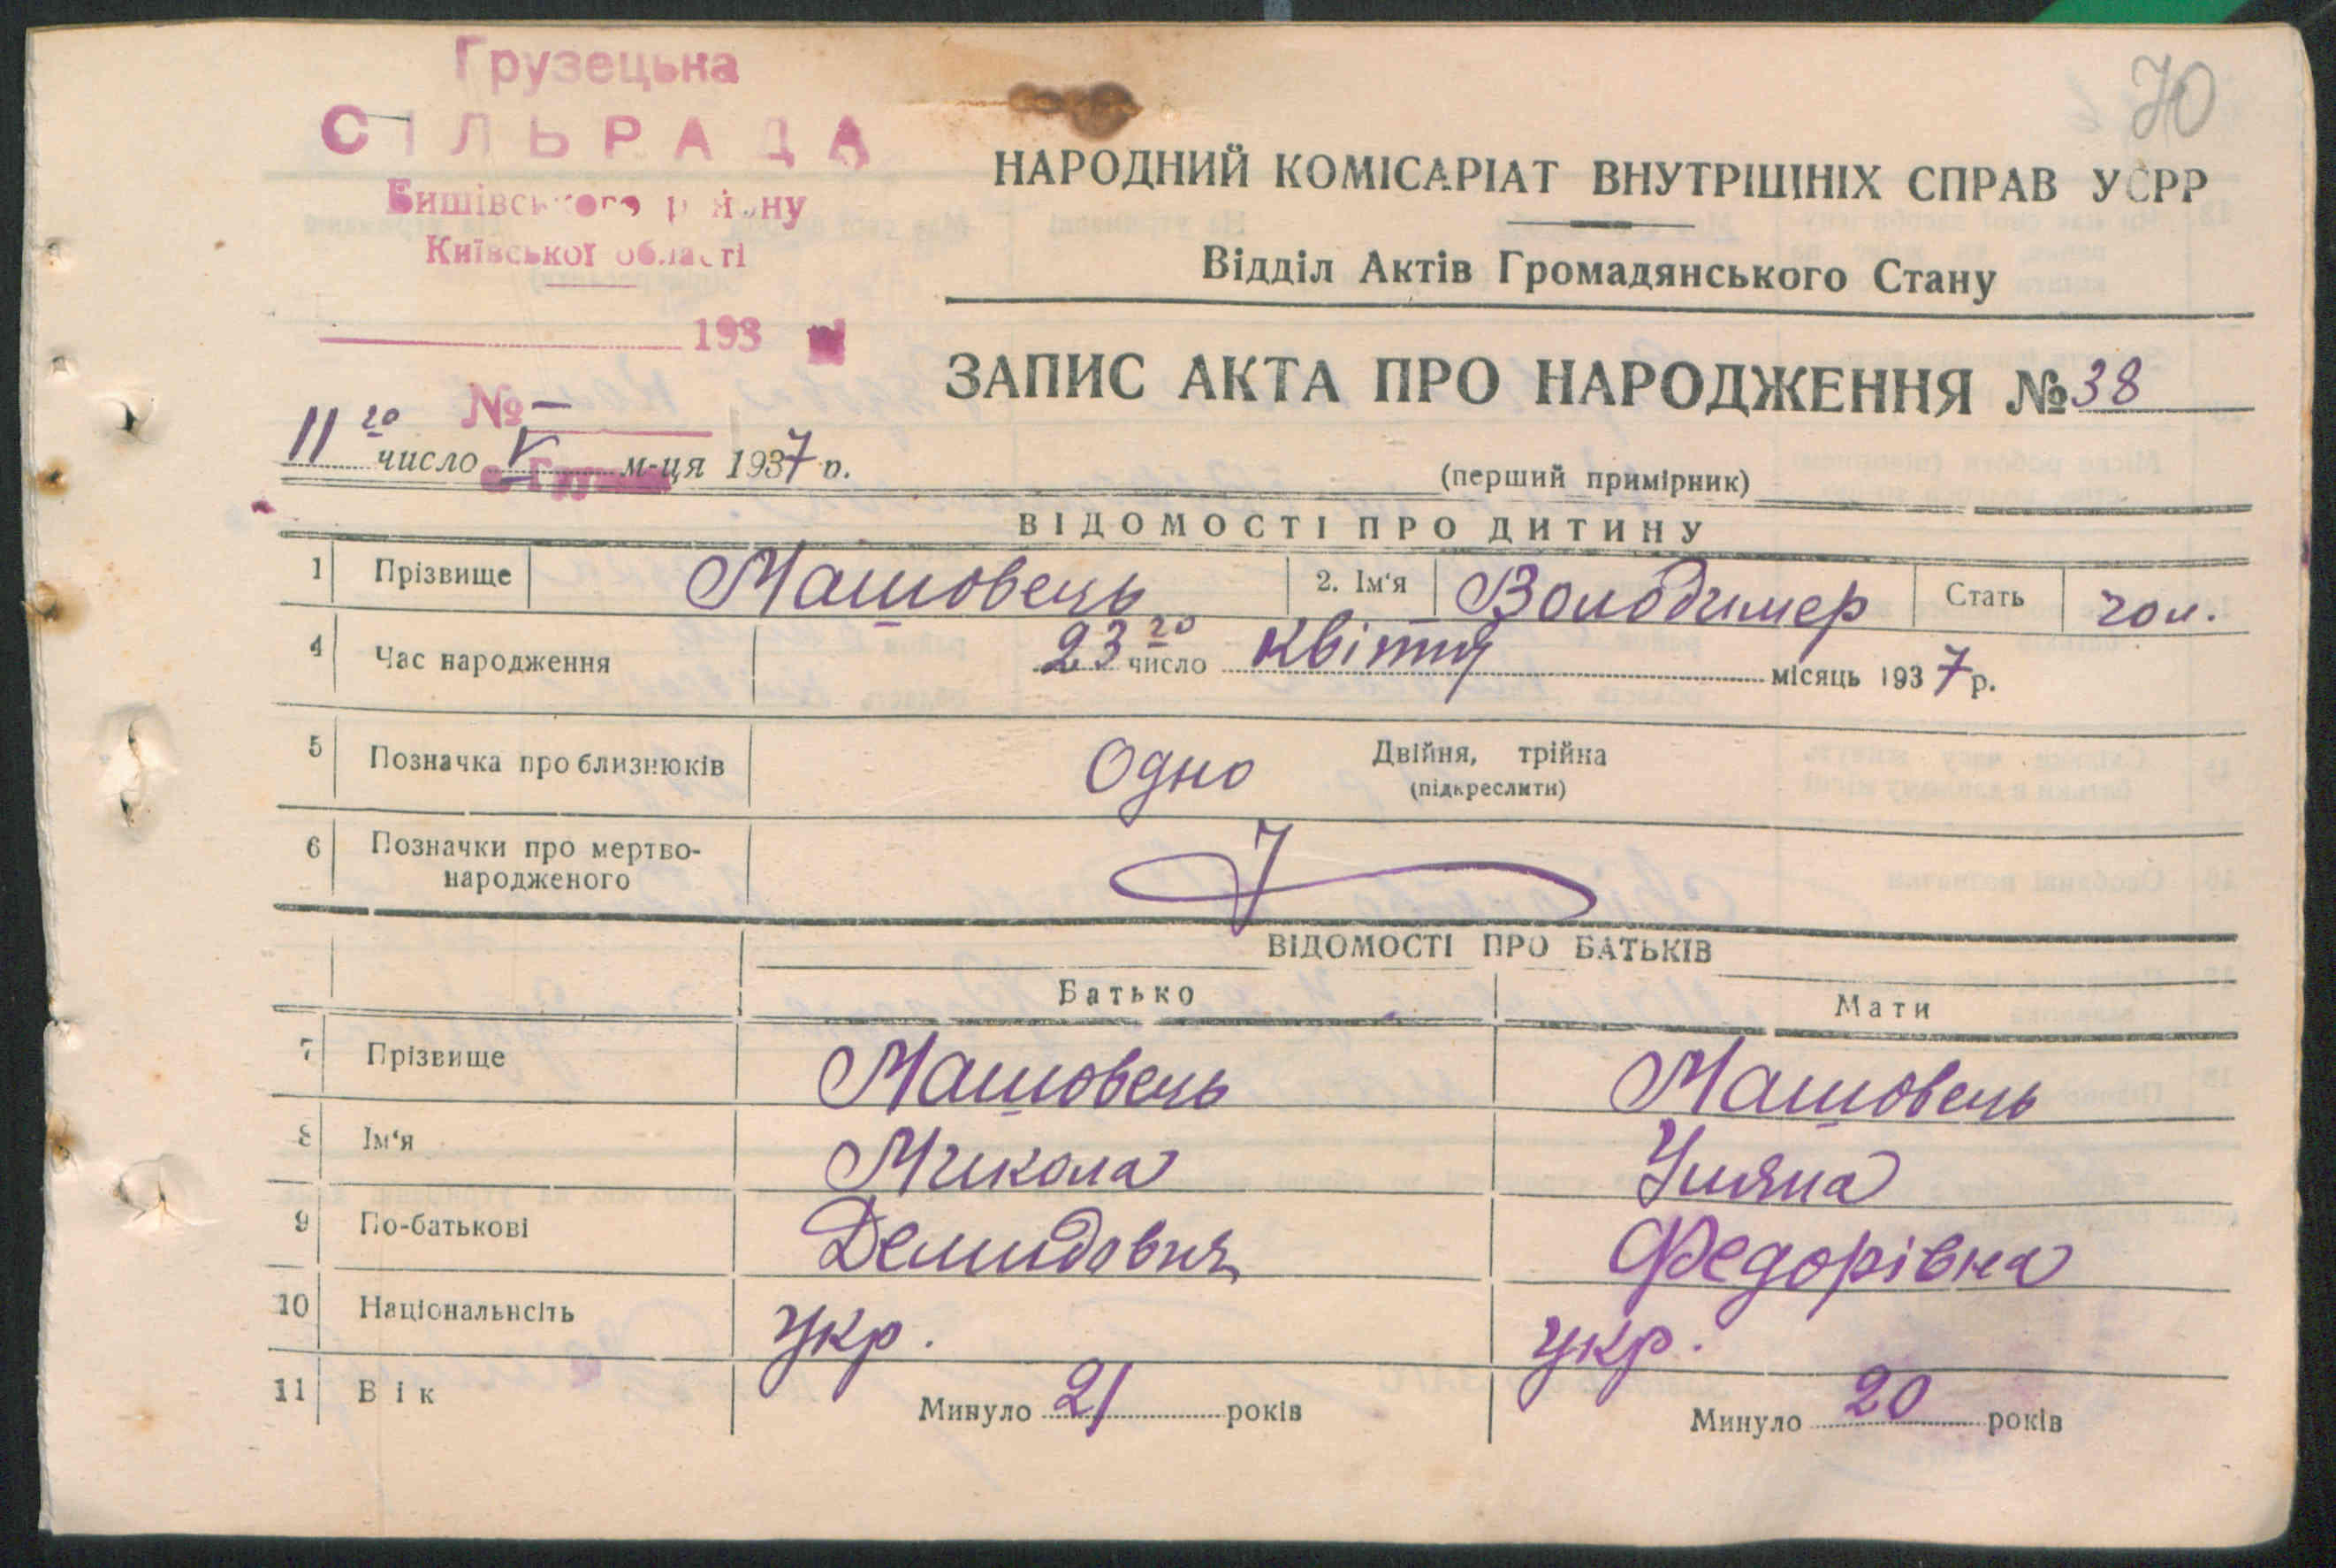 70
Грузецька
СІЛЬРАДА
Бишівського району
Київської області
193
№ –
НАРОДНИЙ КОМІСАРІАТ ВНУТРІШНІХ СПРАВ УСРР
Відділ Актів Громадянського Стану
ЗАПИС АКТА ПРО НАРОДЖЕННЯ № 38
11 го число V м-ця 1937 р.
(перший примірник)
ВІДОМОСТІ ПРО ДИТИНУ
1 Прізвище Машовець 2. Ім'я Володимер Стать чол.
4 Час народження 23 го число квітня місяць 1937 р.
5 Позначка про близнюків Одно Двійня, трійна
(підкреслити)
6 Позначки про мертво-
народженого
ВІДОМОСТІ ПРО БАТЬКІВ
Батько Мати
7 Прізвище Машовець Машовець
8 Ім'я Микола Уляна
9 По-батькові Демидович Федорівна
10 Національнсіть Укр. Укр.
11 Вік Минуло 21 років Минуло 20 років